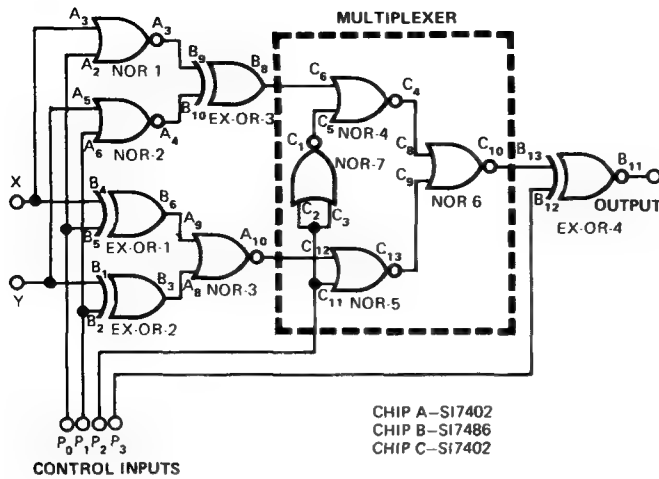 MULTIPLEXER
A3
A3
A2
NOR 1
B9
B8
C6
C4
A5
B10
EX-OR-3
C5
NOR-4
A6
A4
NOR-2
C1
C8
C10
B13
B11
NOR-7
X
B4
B6
C9
NOR 6
B12
OUTPUT
B5
A9
C2
C3
EX-OR-4
EX-OR-1
A10
C12
C13
Y
B1
B3
A8
NOR-3
C11
NOR-5
B2
EX-OR-2
P0 P1 P2 P3
CONTROL INPUTS
CHIP A–SI7402
CHIP B–SI7486
CHIP C–SI7402